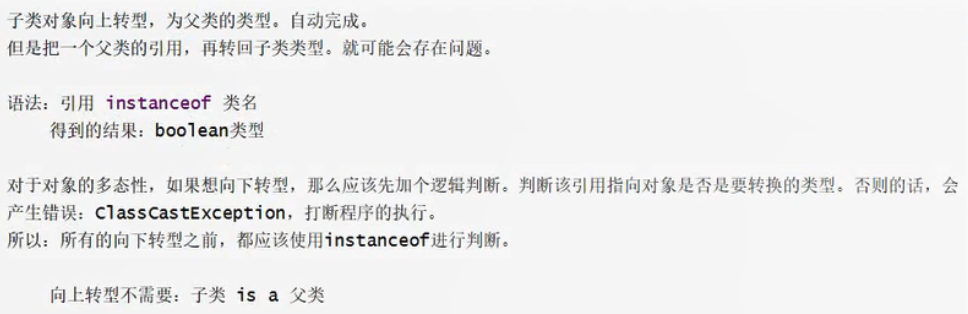 子类对象向上转型，为父类的类型。自动完成。
但是把一个父类的引用，再转回子类类型。就可能会存在问题。
语法：引用 instanceof 类名
得到的结果：boolean类型
对于对象的多态性，如果想向下转型，那么应该先加个逻辑判断。判断该引用指向对象是否是要转换的类型。否则的话，会
产生错误：ClassCastException，打断程序的执行。
所以：所有的向下转型之前，都应该使用instanceof进行判断。
向上转型不需要：子类 is a 父类